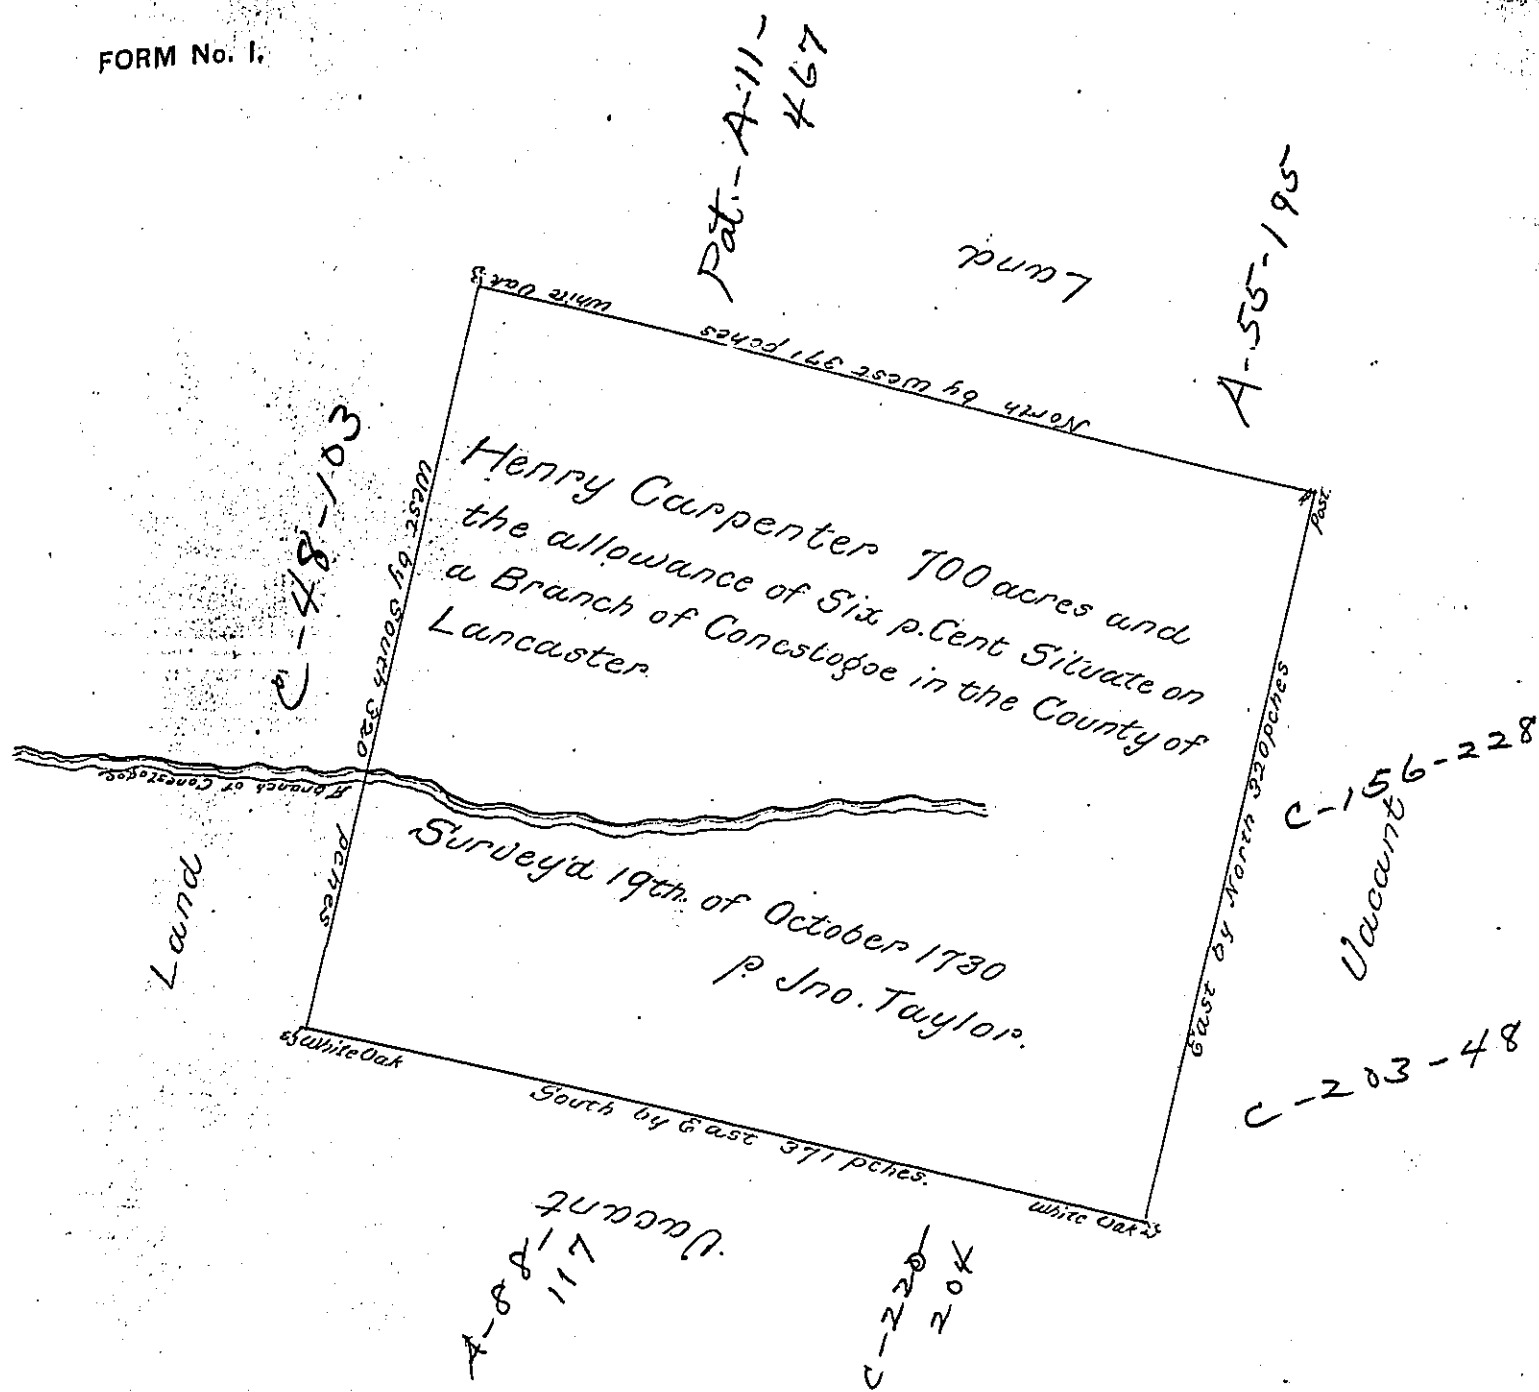 FORM No. 1.
Pat.- A-11-
467
Land
A-55-195
White Oak
North by West 371 pches
Post.
C-48-103
West by South 320
pches
Henry Carpenter 700 acres and
the allowance of Six p.Cent Situate on
a Branch of Conestogoe in the County of
Lancaster
A branch of Conestogoe
East by North 320 pches
C-156-228
Vacant
Survey'd 19th. of October 1730
p. Jno. Taylor.
Land
C-203-48
White Oak
South by East 371 pches.
White Oak
Vacant
A-88-
117
C-220-
204